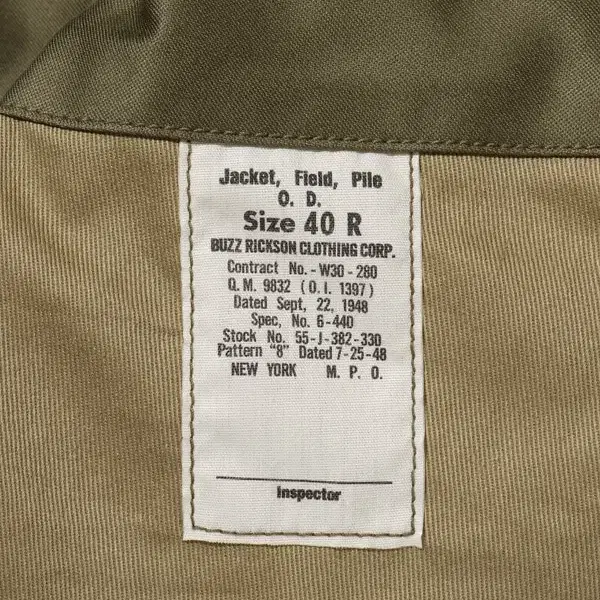 Jacket, Field, Pile
O. D.
Size 40 R
BUZZ RICKSON CLOTHING CORP.
Contract No.-W30-280
Q.M. 9832 (O.I. 1397)
Dated Sept, 22, 1948
Spec, No. 6-440
Stock No. 55-J-382-330
Pattern "8" Dated 7-25-48
NEW YORK M. P. O.
Inspector